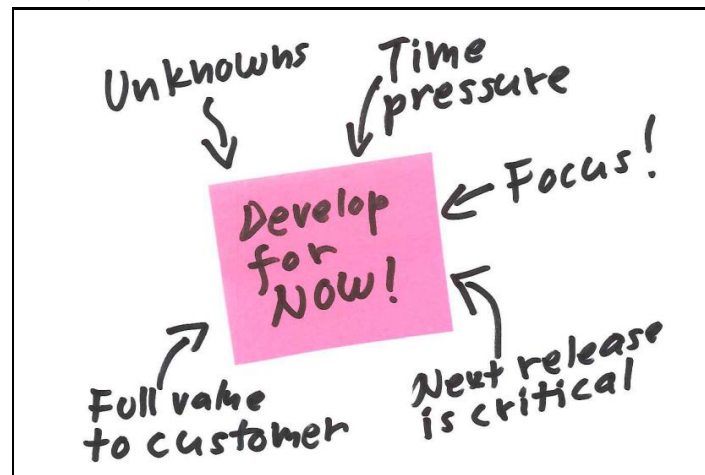 Unknowns
Time
pressure
Focus!
Develop
for
NOW!
Next release
is critical
Full value
to customer